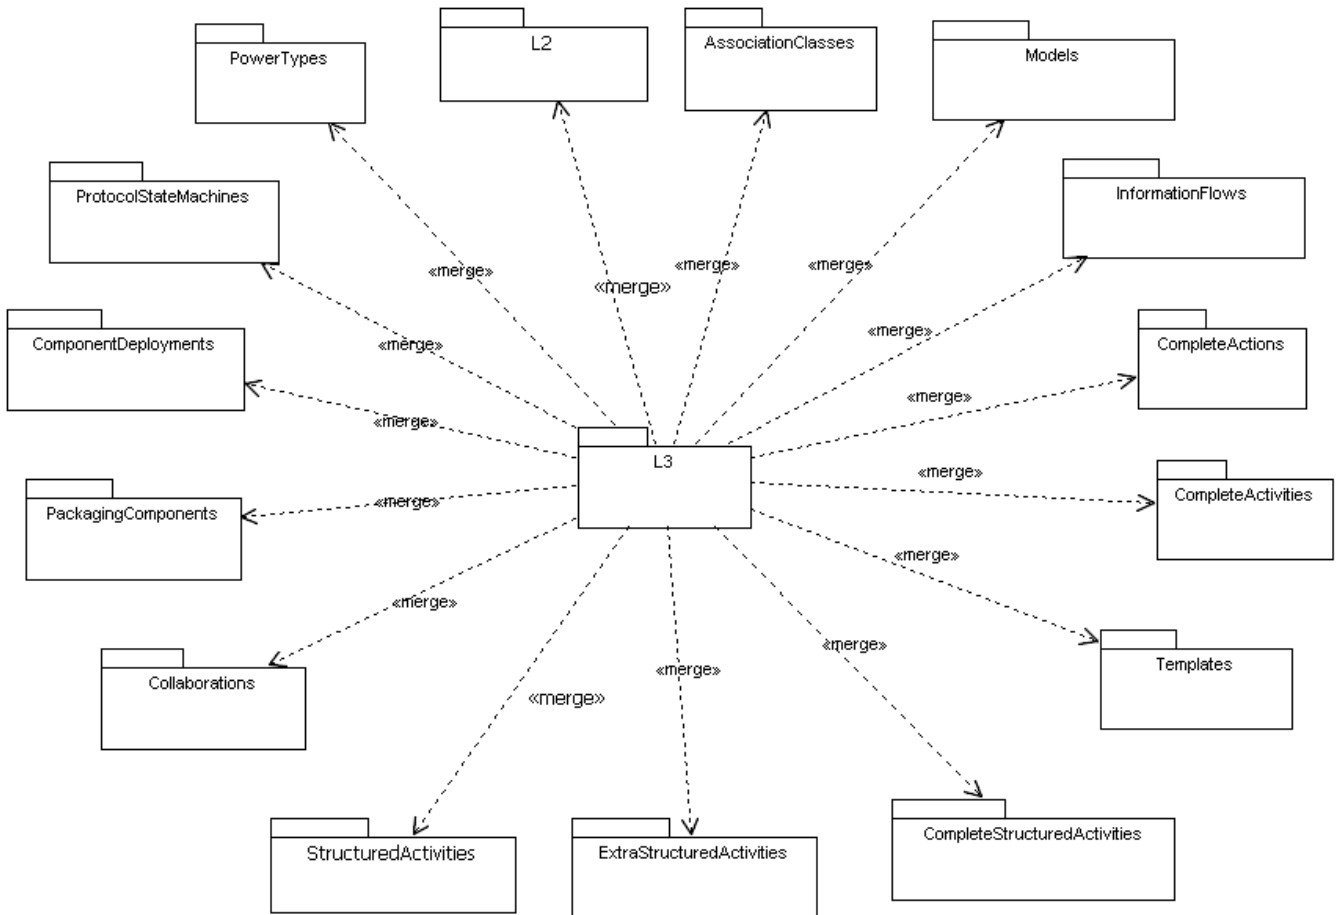 L2
AssociationClasses
Models
PowerTypes
ProtocolStateMachines
InformationFlows
«merge»
«merge»
«merge»
«merge»
«merge»
«merge»
«merge»
ComponentDeployments
CompleteActions
«merge»
«merge»
L3
«merge»
PackagingComponents
CompleteActivities
«merge»
«merge»
«merge»
«merge»
Collaborations
Templates
«merge»
«merge»
StructuredActivities
ExtraStructuredActivities
CompleteStructuredActivities